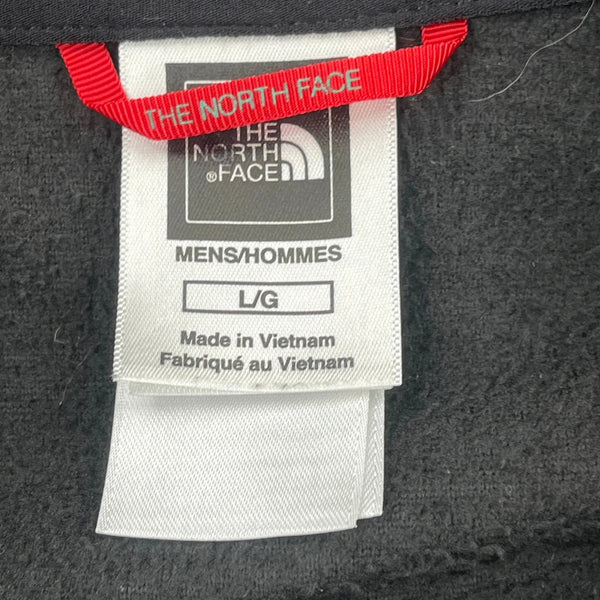 THE NORTH FACE
THE
NORTH
®FACE
MENS/HOMMES
L/G
Made in Vietnam
Fabriqué au Vietnam